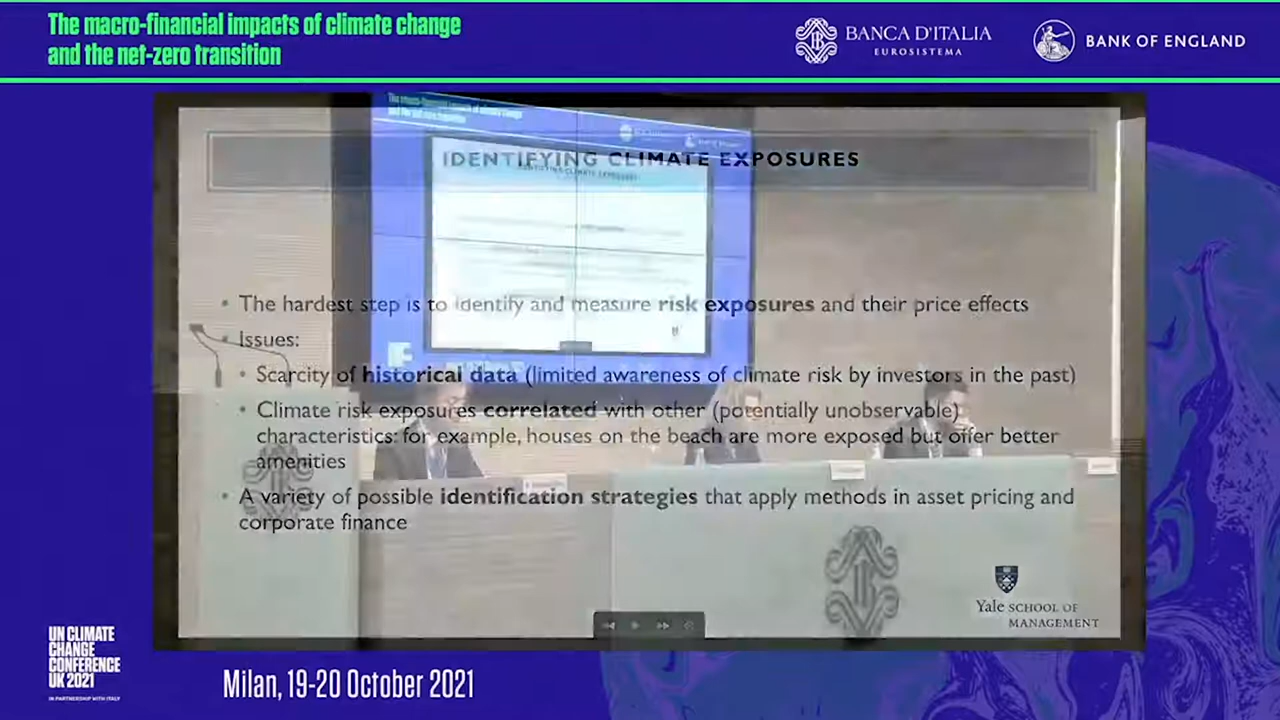 The macro-financial impacts of climate change
and the net-zero transition
BANCA D'ITALIA
EUROSISTEMA
BANK OF ENGLAND
IDENTIFYING CLIMATE EXPOSURES
The hardest step is to identify and measure risk exposures and their price effects
Issues:
Scarcity of historical data (limited awareness of climate risk by investors in the past)
Climate risk exposures correlated with other (potentially unobservable)
characteristics: for example, houses on the beach are more exposed but offer better
amenities
A variety of possible identification strategies that apply methods in asset pricing and
corporate finance
Yale SCHOOL OF
MANAGEMENT
UN CLIMATE
CHANGE
CONFERENCE
UK 2021
IN PARTNERSHIP WITH ITALY
Milan, 19-20 October 2021